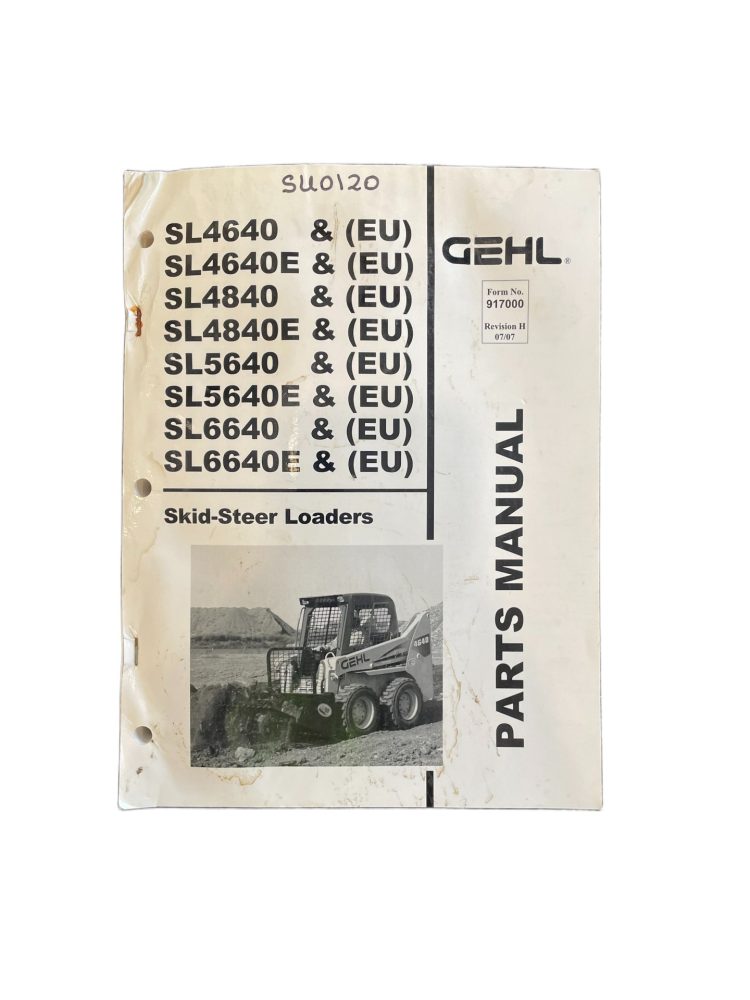 SU0120
SL4640 & (EU)
SL4640E & (EU)
SL4840 & (EU)
SL4840E & (EU)
SL5640 & (EU)
SL5640E & (EU)
SL6640 & (EU)
SL6640E & (EU)
Skid-Steer Loaders
GEHL®
Form No.
917000
Revision H
07/07
PARTS MANUAL
GEHL
4640